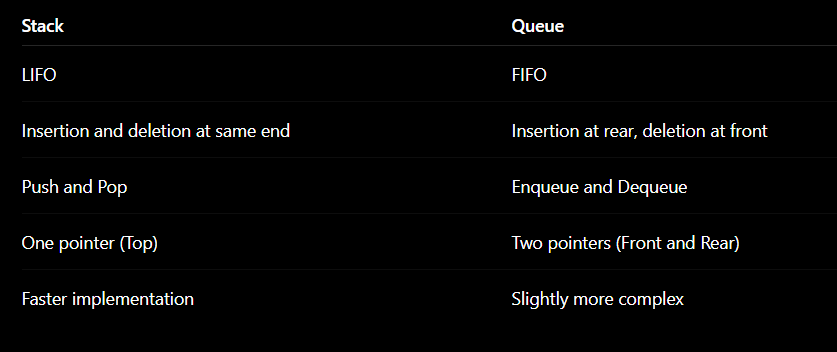 Stack Queue
LIFO FIFO
Insertion and deletion at same end Insertion at rear, deletion at front
Push and Pop Enqueue and Dequeue
One pointer (Top) Two pointers (Front and Rear)
Faster implementation Slightly more complex